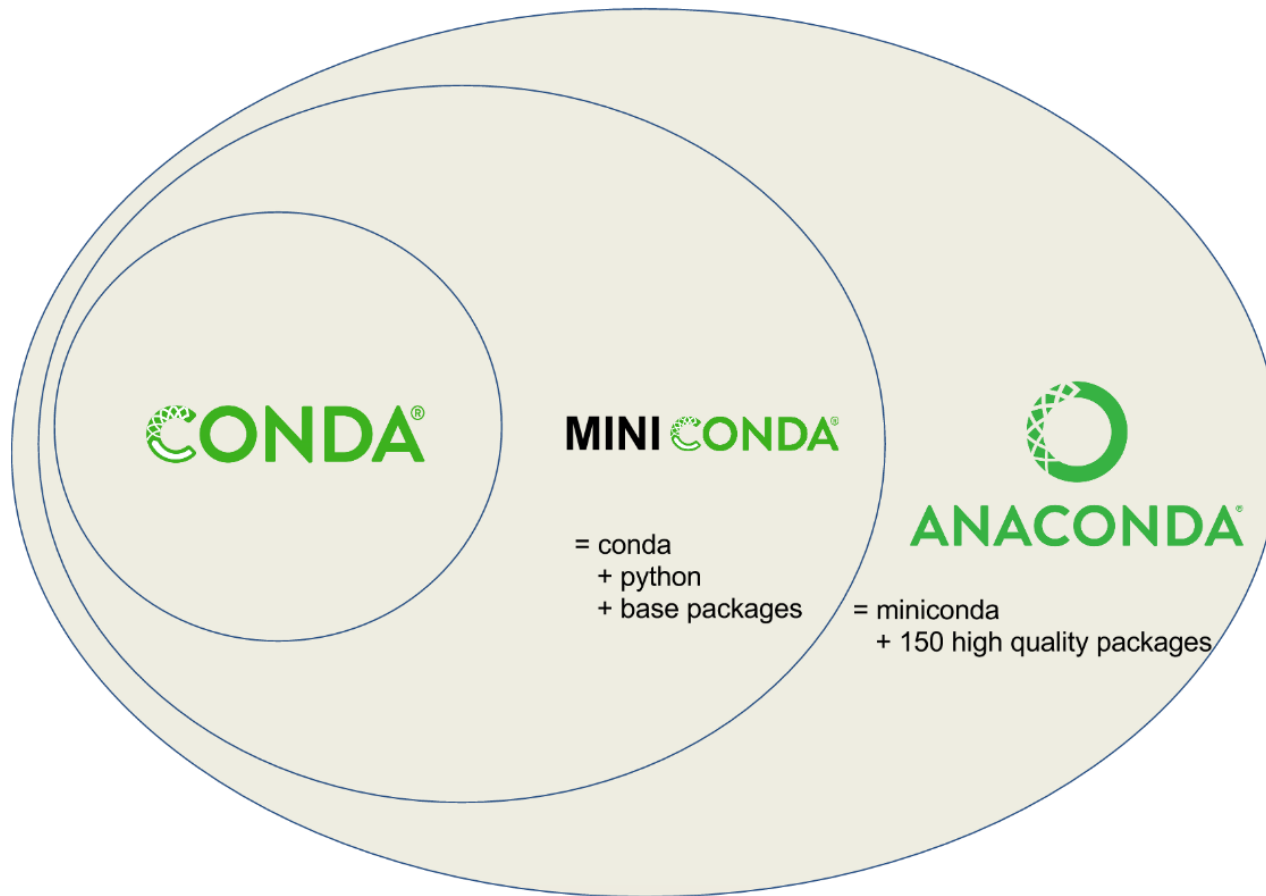 CONDA®
MINI CONDA®
= conda
+ python
+ base packages
ANACONDA®
= miniconda
+ 150 high quality packages